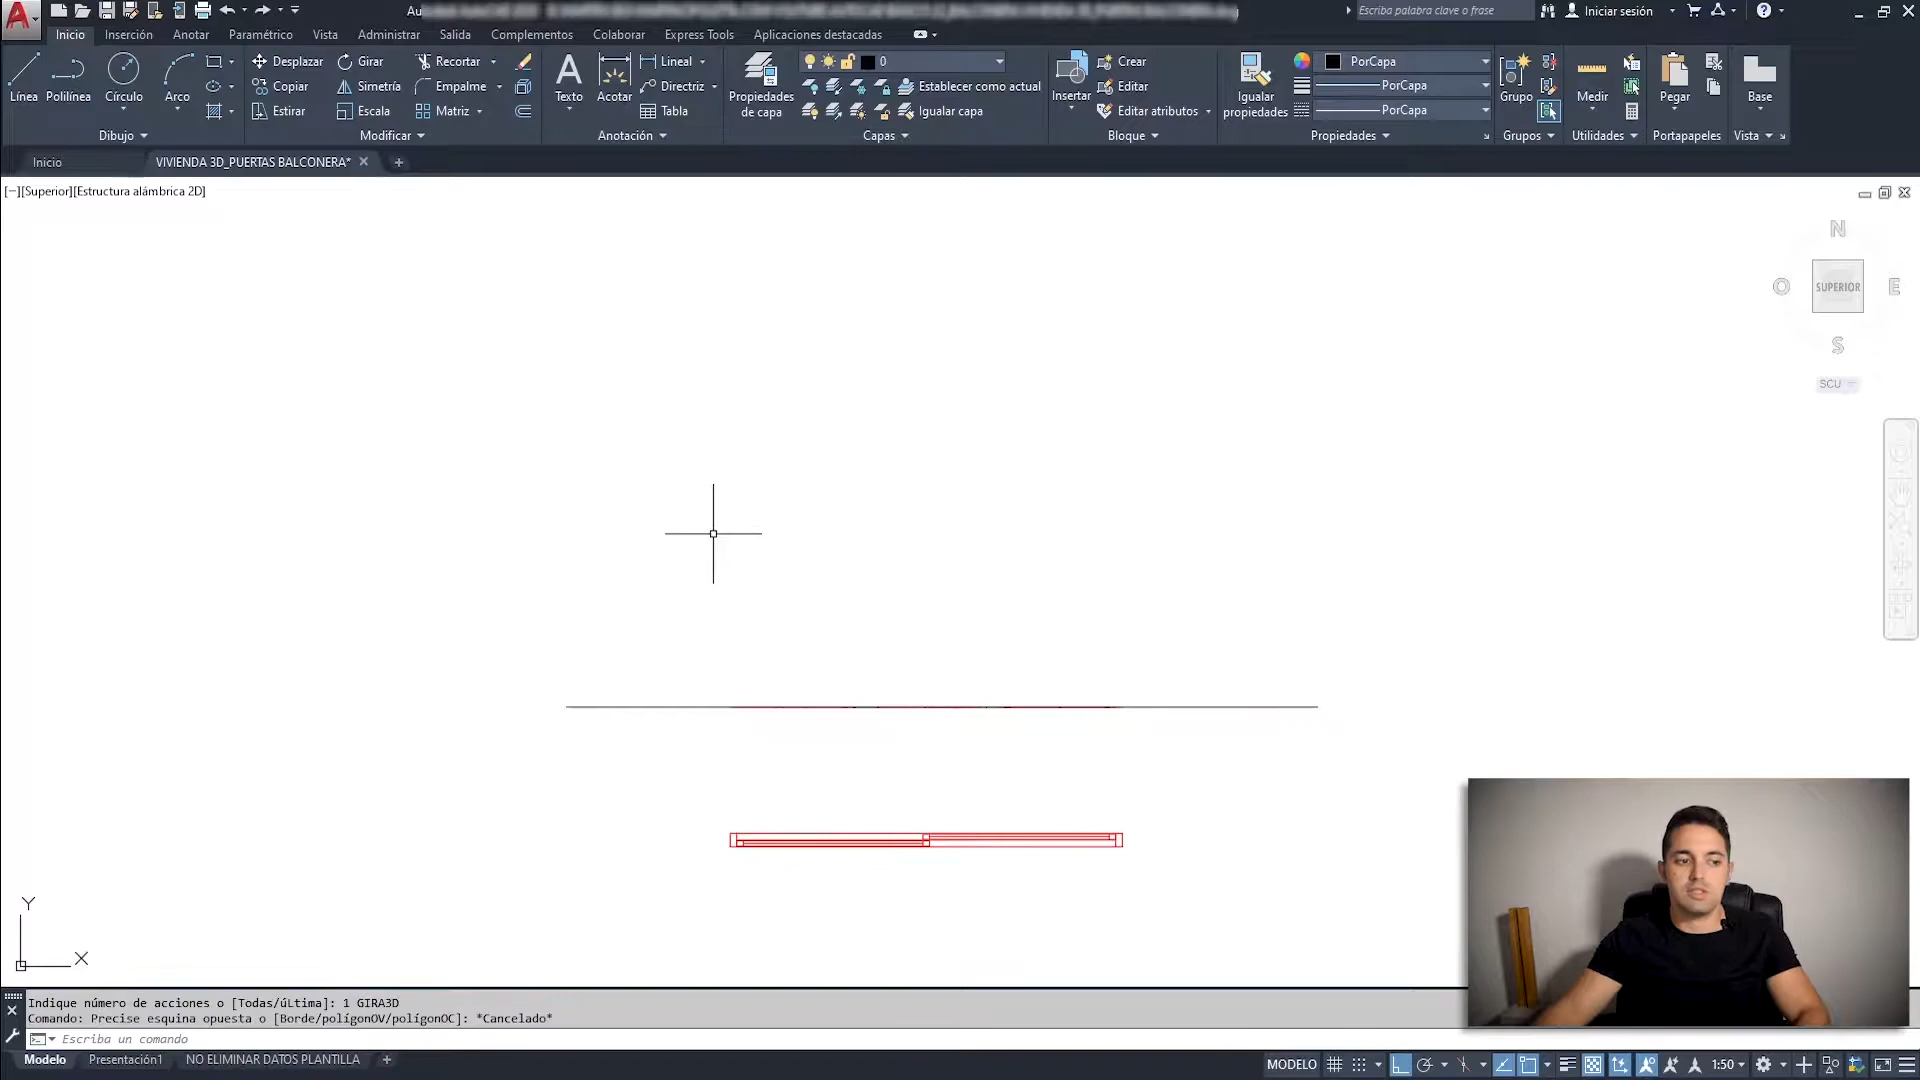 Au
Escriba palabra clave o frase
Iniciar sesión
Inicio
Inserción
Anotar
Paramétrico
Vista
Administrar
Salida
Complementos
Colaborar
Express Tools
Aplicaciones destacadas
Línea
Polilínea
Círculo
Arco
Desplazar
Girar
Recortar
Copiar
Simetría
Empalme
Estirar
Escala
Matriz
Texto
Acotar
Lineal
Directriz
Tabla
Propiedades
de capa
0
Establecer como actual
Igualar capa
Insertar
Crear
Editar
Editar atributos
Igualar
propiedades
PorCapa
PorCapa
PorCapa
Grupo
Medir
Pegar
Base
Dibujo
Modificar
Anotación
Capas
Bloque
Propiedades
Grupos
Utilidades
Portapapeles
Vista
Inicio
VIVIENDA 3D_PUERTAS BALCONERA*
[−][Superior][Estructura alámbrica 2D]
N
O
SUPERIOR
E
S
SCU
Y
X
Indique número de acciones o [Todas/úLtima]: 1 GIRA3D
Comando: Precise esquina opuesta o [Borde/polígonOV/polígonOC]: *Cancelado*
Escriba un comando
Modelo
Presentación1
NO ELIMINAR DATOS PLANTILLA
MODELO
1:50